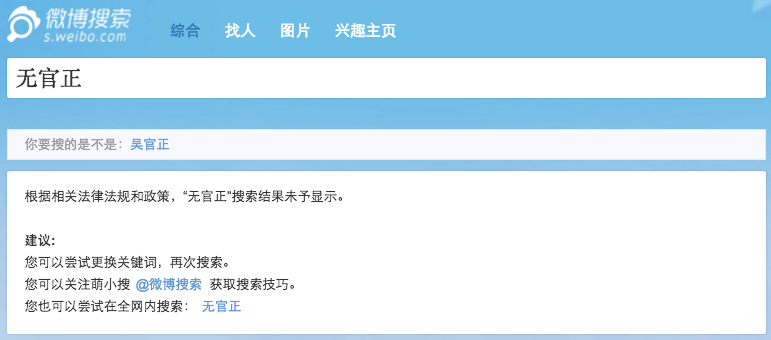 微博搜索
s.weibo.com
综合 找人 图片 兴趣主页
无官正
你要搜的是不是：吴官正
根据相关法律法规和政策，“无官正”搜索结果未予显示。
建议:
您可以尝试更换关键词，再次搜索。
您可以关注萌小搜 @微博搜索 获取搜索技巧。
您也可以尝试在全网内搜索： 无官正